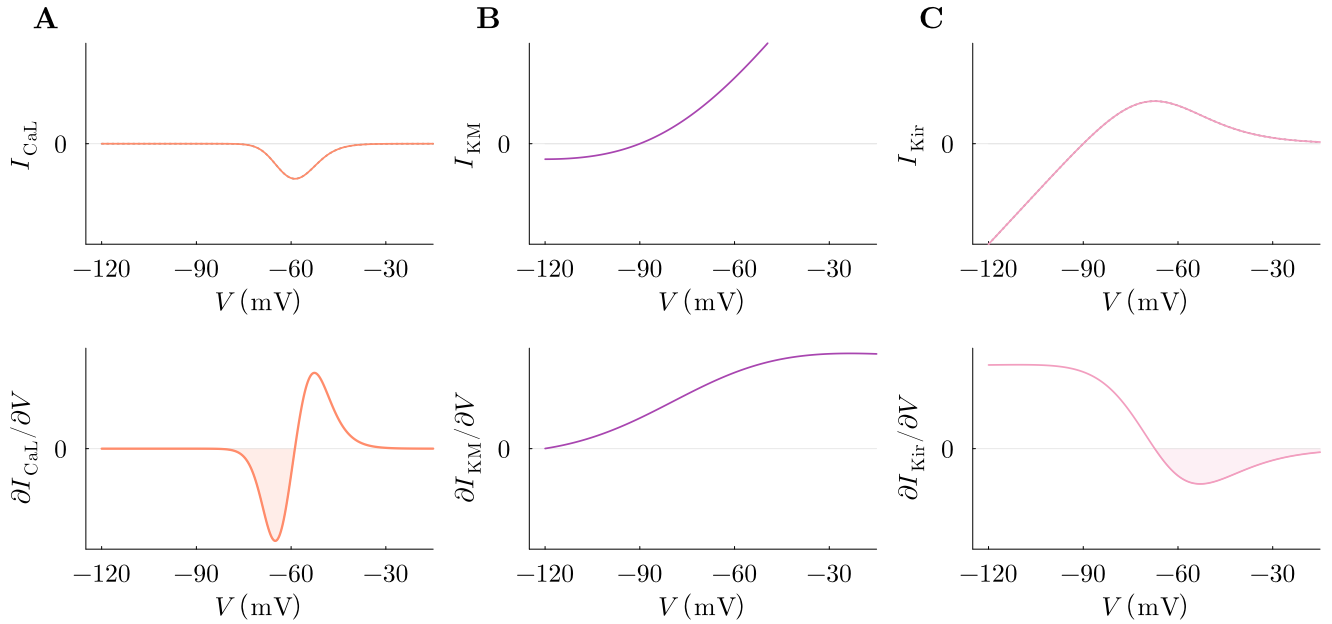 A B C
I_CaL
0
−120 −90 −60 −30
V (mV)
I_KM
0
−120 −90 −60 −30
V (mV)
I_Kir
0
−120 −90 −60 −30
V (mV)
∂I_CaL/∂V
0
−120 −90 −60 −30
V (mV)
∂I_KM/∂V
0
−120 −90 −60 −30
V (mV)
∂I_Kir/∂V
0
−120 −90 −60 −30
V (mV)